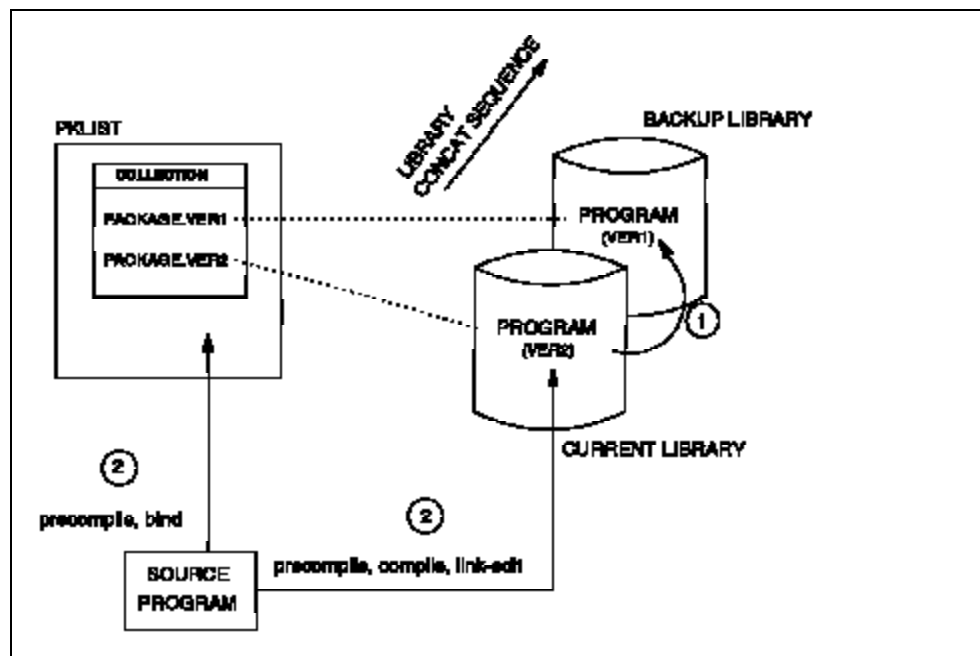 LIBRARY
CONCAT SEQUENCE
BACKUP LIBRARY
PKLIST
COLLECTION
PACKAGE.VER1
PACKAGE.VER2
PROGRAM
(VER1)
PROGRAM
(VER2)
1
CURRENT LIBRARY
2
precompile, bind
2
precompile, compile, link-edit
SOURCE
PROGRAM